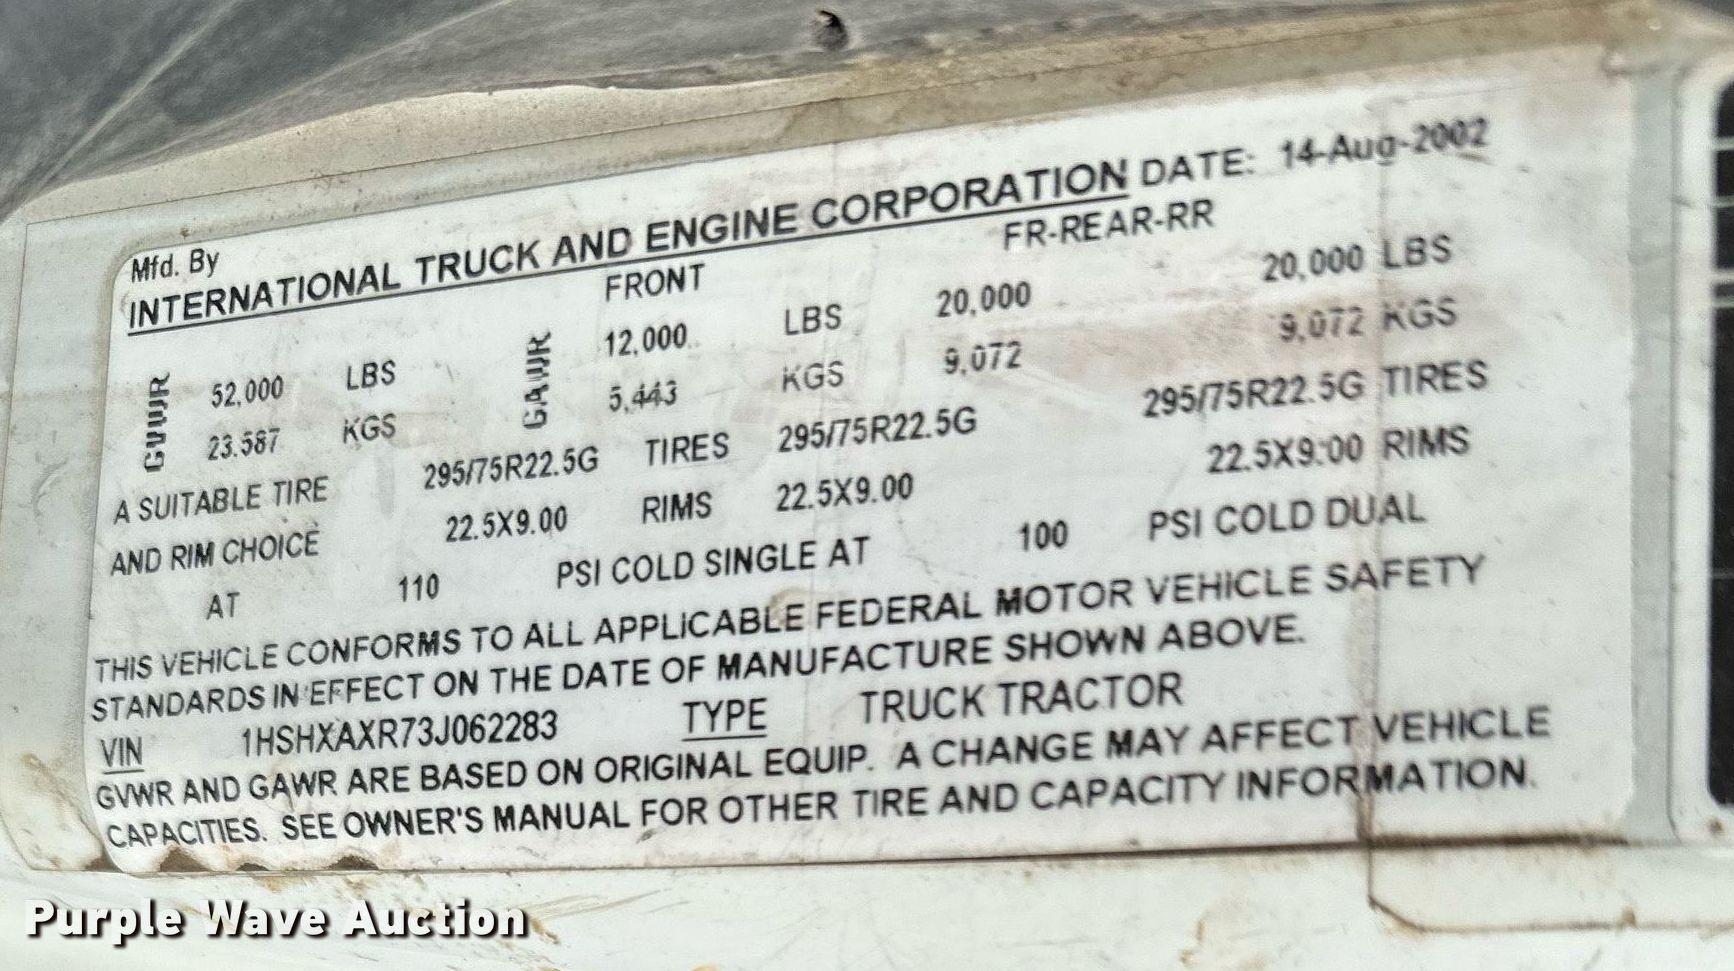 Mfd. By
INTERNATIONAL TRUCK AND ENGINE CORPORATION DATE: 14-Aug-2002
FRONT FR-REAR-RR
GVWR 52,000 LBS GAWR 12,000 LBS 20,000 20,000 LBS
23.587 KGS 5,443 KGS 9,072 9,072 KGS
A SUITABLE TIRE 295/75R22.5G TIRES 295/75R22.5G 295/75R22.5G TIRES
AND RIM CHOICE 22.5X9.00 RIMS 22.5X9.00 22.5X9.00 RIMS
AT 110 PSI COLD SINGLE AT 100 PSI COLD DUAL
THIS VEHICLE CONFORMS TO ALL APPLICABLE FEDERAL MOTOR VEHICLE SAFETY
STANDARDS IN EFFECT ON THE DATE OF MANUFACTURE SHOWN ABOVE.
VIN 1HSHXAXR73J062283 TYPE TRUCK TRACTOR
GVWR AND GAWR ARE BASED ON ORIGINAL EQUIP. A CHANGE MAY AFFECT VEHICLE
CAPACITIES. SEE OWNER'S MANUAL FOR OTHER TIRE AND CAPACITY INFORMATION.
Purple Wave Auction